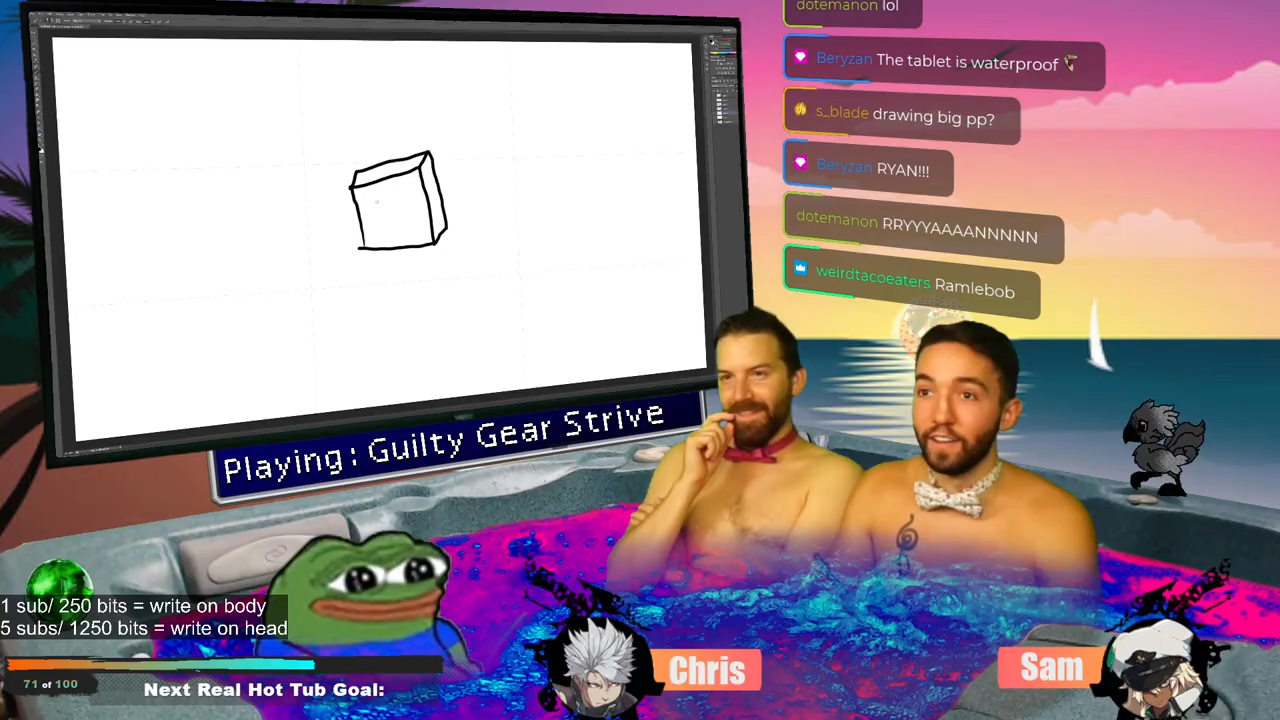 dotemanon lol
Beryzan The tablet is waterproof
s_blade drawing big pp?
Beryzan RYAN!!!
dotemanon RRYYYAAAANNNNN
weirdtacoeaters Ramlebob
Playing : Guilty Gear Strive
1 sub/ 250 bits = write on body
5 subs/ 1250 bits = write on head
71 of 100
Next Real Hot Tub Goal:
Chris
Sam